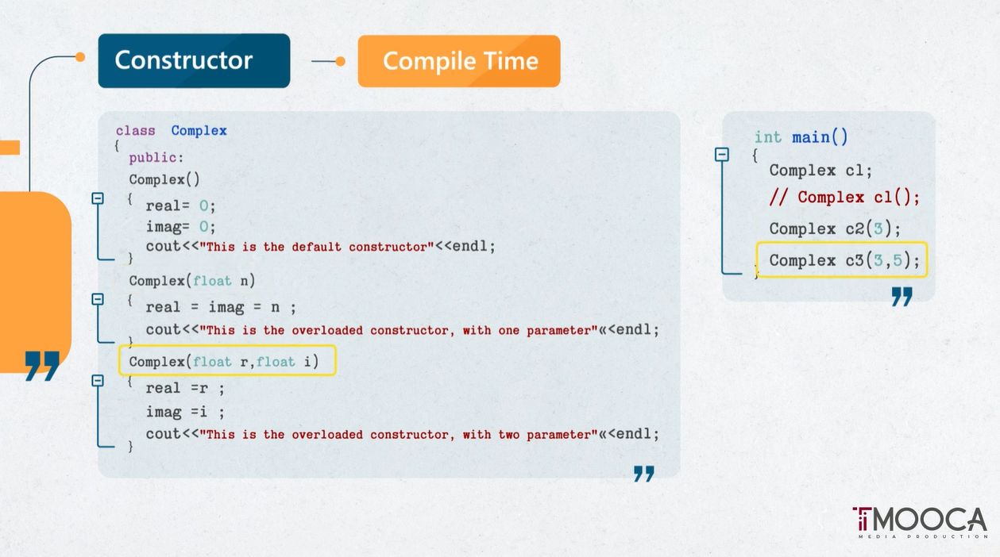 Constructor
Compile Time
class Complex
{
public:
Complex()
{
real= 0;
imag= 0;
cout<<"This is the default constructor"<<endl;
}
Complex(float n)
{
real = imag = n ;
cout<<"This is the overloaded constructor, with one parameter"«<endl;
}
Complex(float r,float i)
{
real =r ;
imag =i ;
cout<<"This is the overloaded constructor, with two parameter"«<endl;
}
int main()
{
Complex cl;
// Complex cl();
Complex c2(3);
Complex c3(3,5);
}
TiMOOCA
MEDIA PRODUCTION